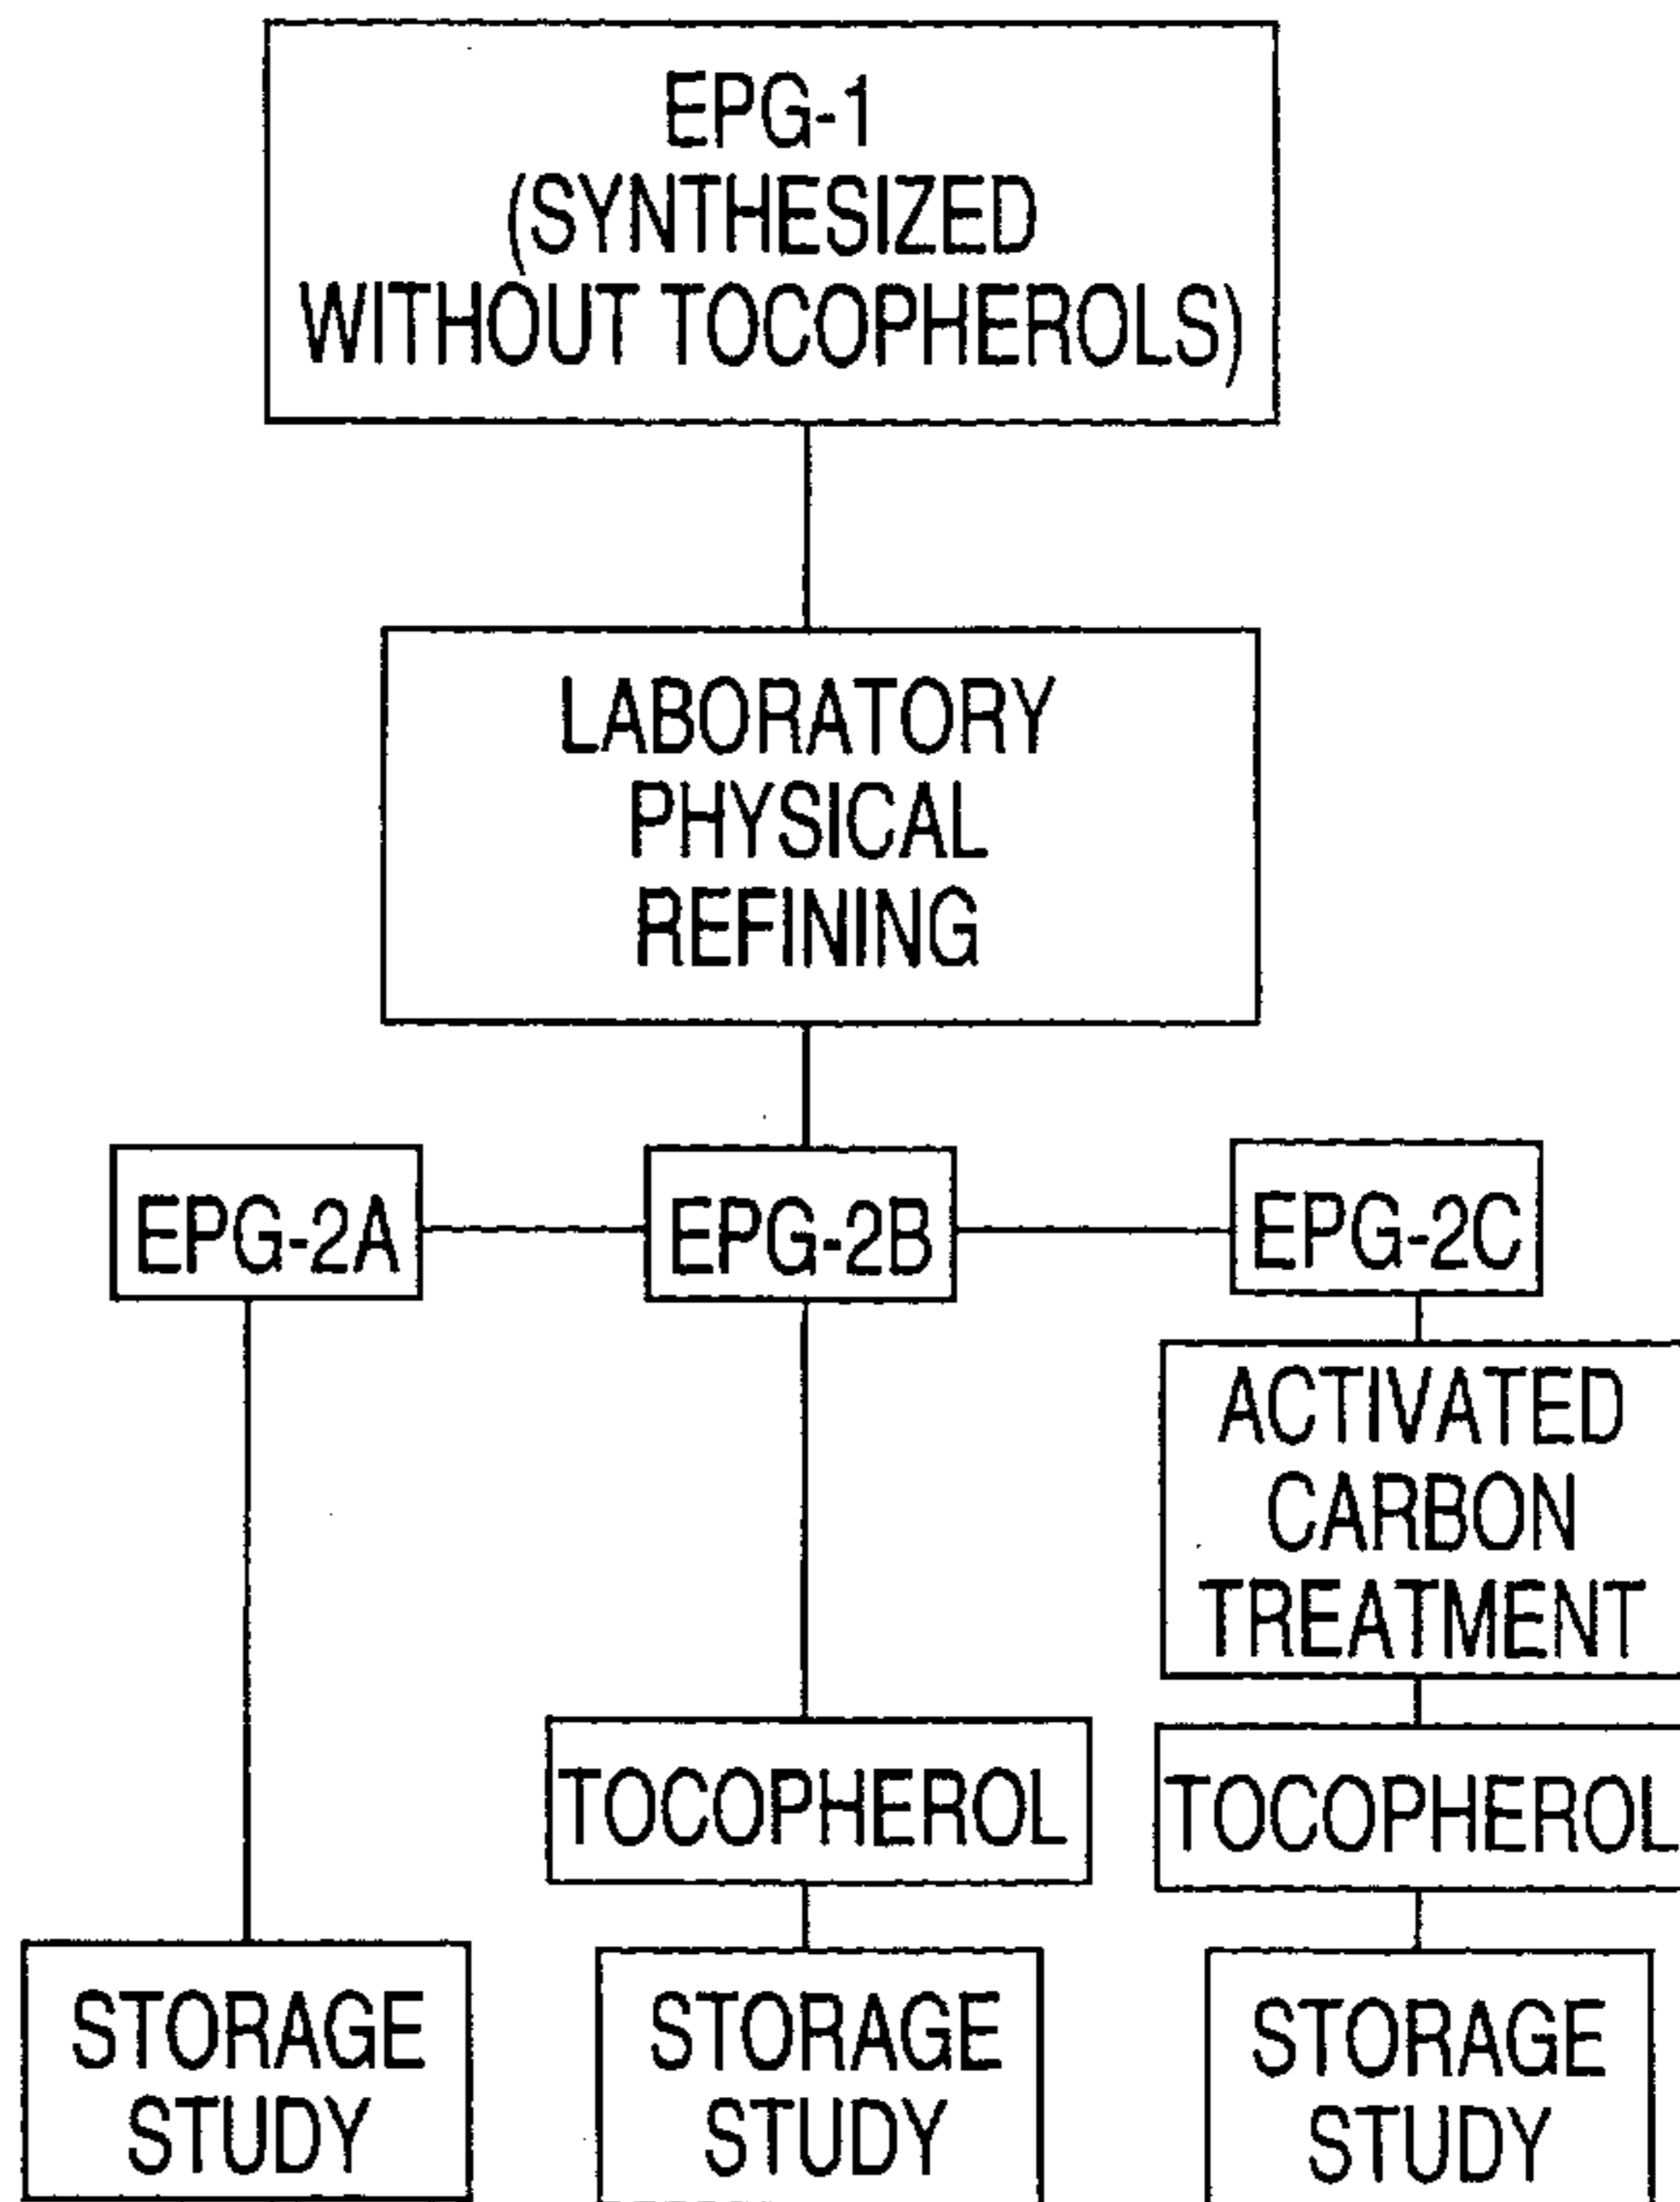 EPG-1
(SYNTHESIZED
WITHOUT TOCOPHEROLS)
LABORATORY
PHYSICAL
REFINING
EPG-2A
EPG-2B
EPG-2C
ACTIVATED
CARBON
TREATMENT
TOCOPHEROL
TOCOPHEROL
STORAGE
STUDY
STORAGE
STUDY
STORAGE
STUDY